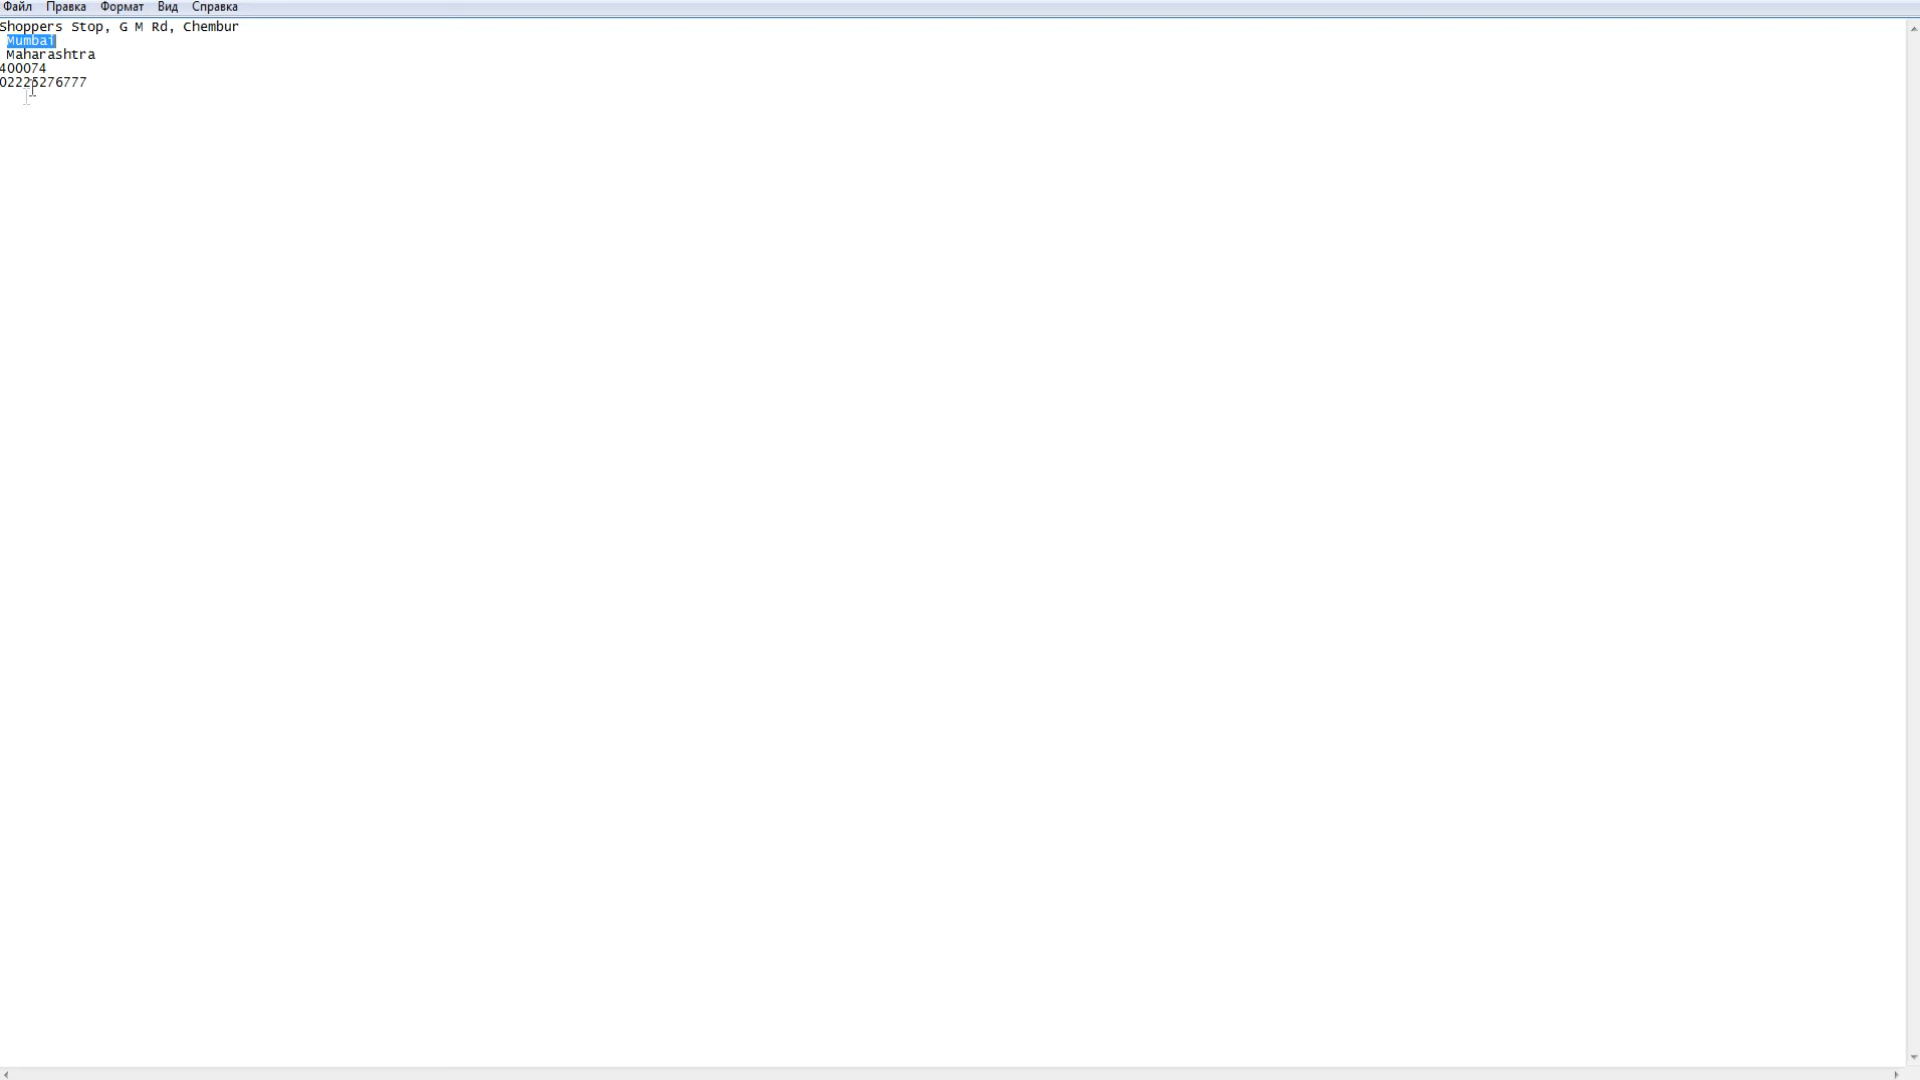 Файл Правка Формат Вид Справка
Shoppers Stop, G M Rd, Chembur
Mumbai
Maharashtra
400074
02225276777